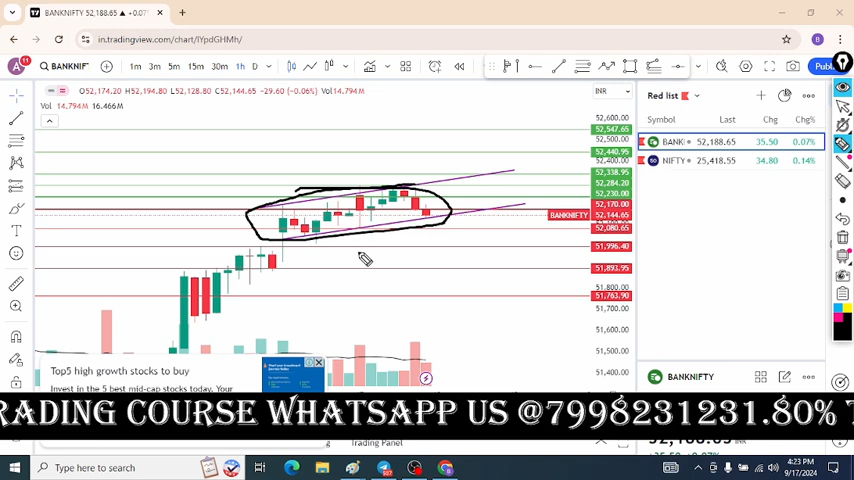 BANKNIFTY 52,188.65 ▲ +0.07%
in.tradingview.com/chart/lYpdGHMh/
A 11 BANKNIF 1m 3m 5m 15m 30m 1h D Publ
O52,174.20 H52,194.80 L52,128.80 C52,144.65 −29.60 (−0.06%) Vol14.794M
Vol 14.794M 16.466M
INR
52,600.00
52,547.65
52,500.00
52,440.95
52,400.00
52,338.95
52,284.20
52,230.00
52,170.00
BANKNIFTY 52,144.65
52,080.65
51,996.40
51,893.95
51,800.00
51,763.90
51,700.00
51,600.00
51,500.00
51,400.00
Red list
Symbol Last Chg Chg%
BANK 52,188.65 35.50 0.07%
50 NIFTY 25,418.55 34.80 0.14%
BANKNIFTY
Top5 high growth stocks to buy
Invest in the 5 best mid-cap stocks today. Your
RADING COURSE WHATSAPP US @7998231231.80% T
Trading Panel
Type here to search
4:23 PM
9/17/2024